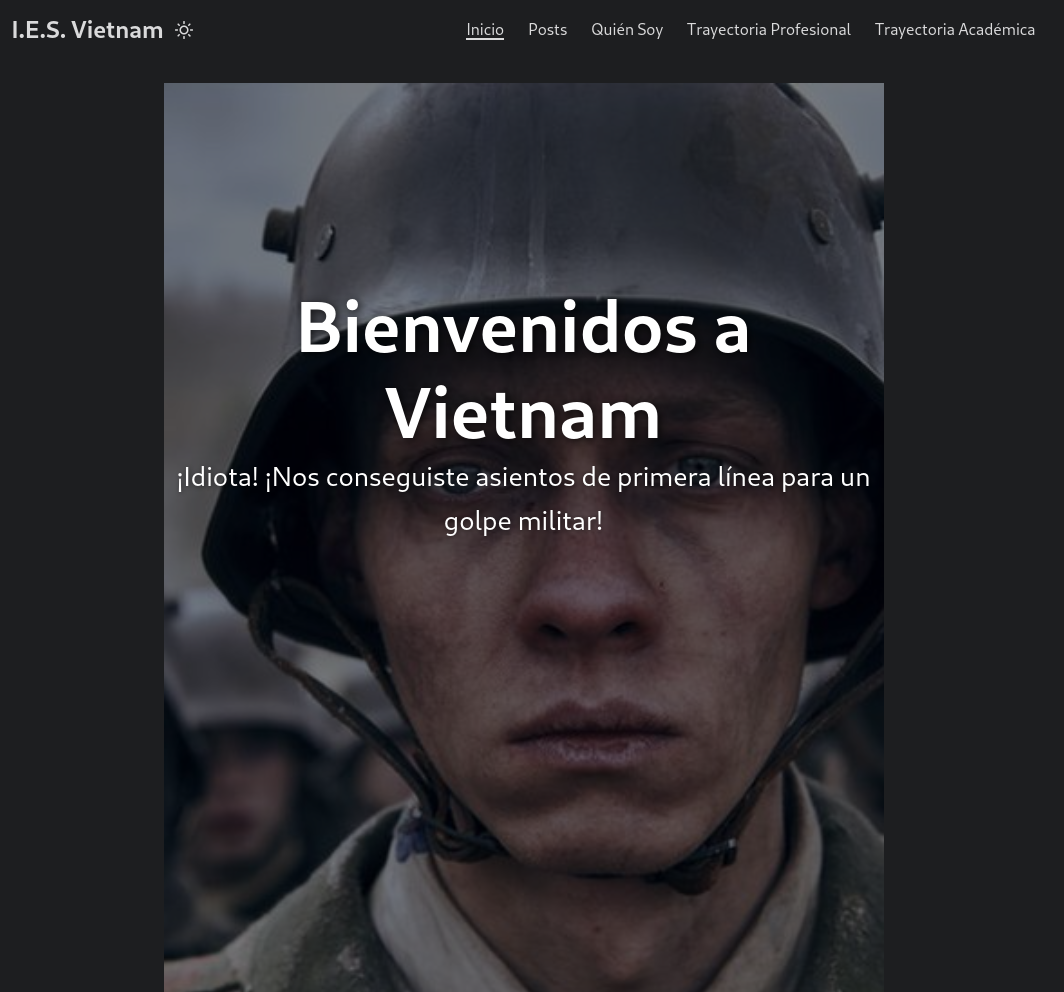 I.E.S. Vietnam
Inicio Posts Quién Soy Trayectoria Profesional Trayectoria Académica
Bienvenidos a
Vietnam
¡Idiota! ¡Nos conseguiste asientos de primera línea para un
golpe militar!